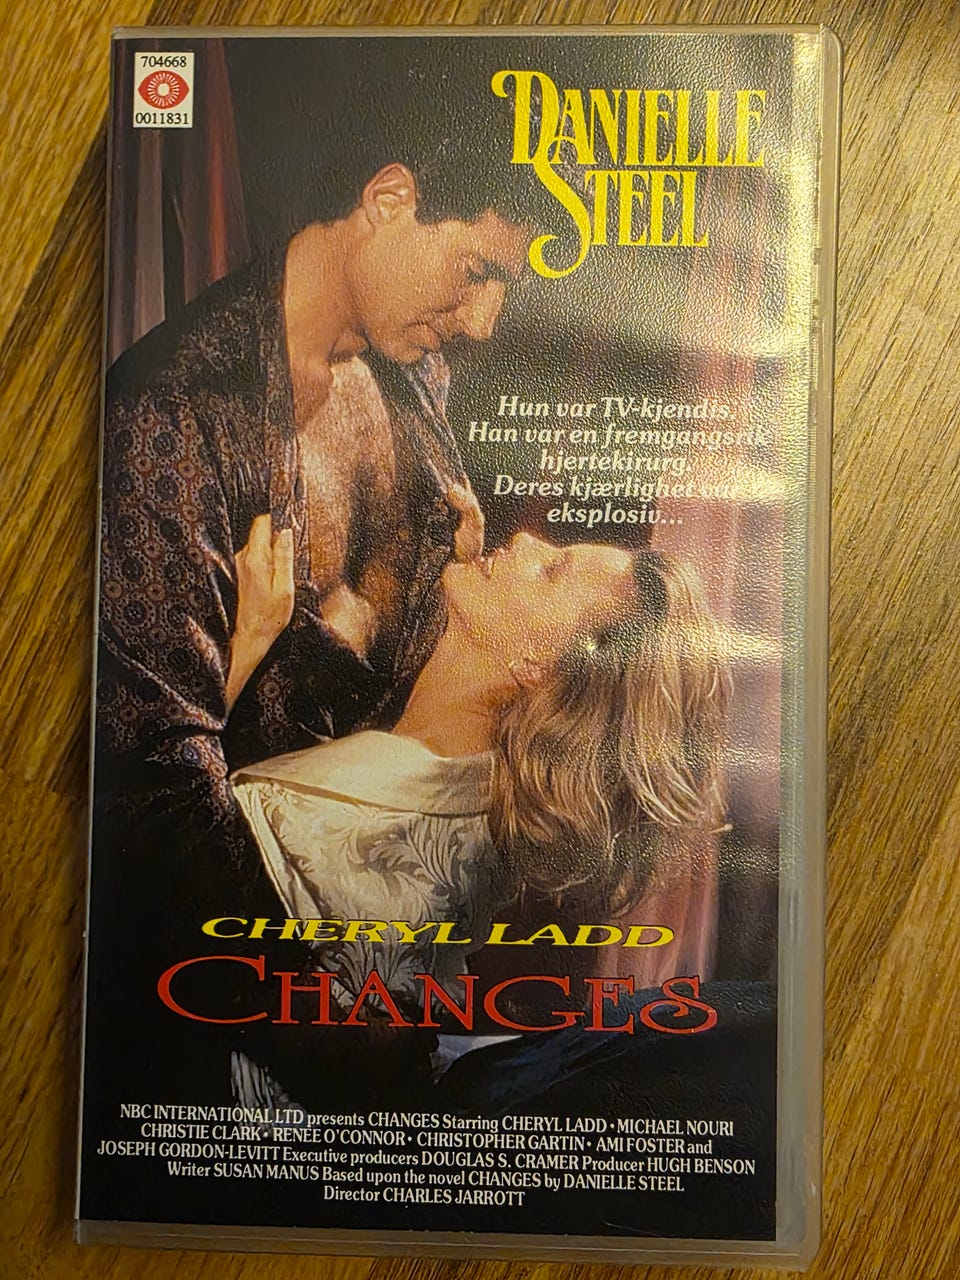 704668
0011831
DANIELLE
STEEL
Hun var TV-kjendis.
Han var en fremgangsrik
hjertekirurg.
Deres kjærlighet
eksplosiv...
CHERYL LADD
CHANGES
NBC INTERNATIONAL LTD presents CHANGES Starring CHERYL LADD • MICHAEL NOURI
CHRISTIE CLARK • RENEE O'CONNOR • CHRISTOPHER GARTIN • AMI FOSTER and
JOSEPH GORDON-LEVITT Executive producers DOUGLAS S. CRAMER Producer HUGH BENSON
Writer SUSAN MANUS Based upon the novel CHANGES by DANIELLE STEEL
Director CHARLES JARROTT